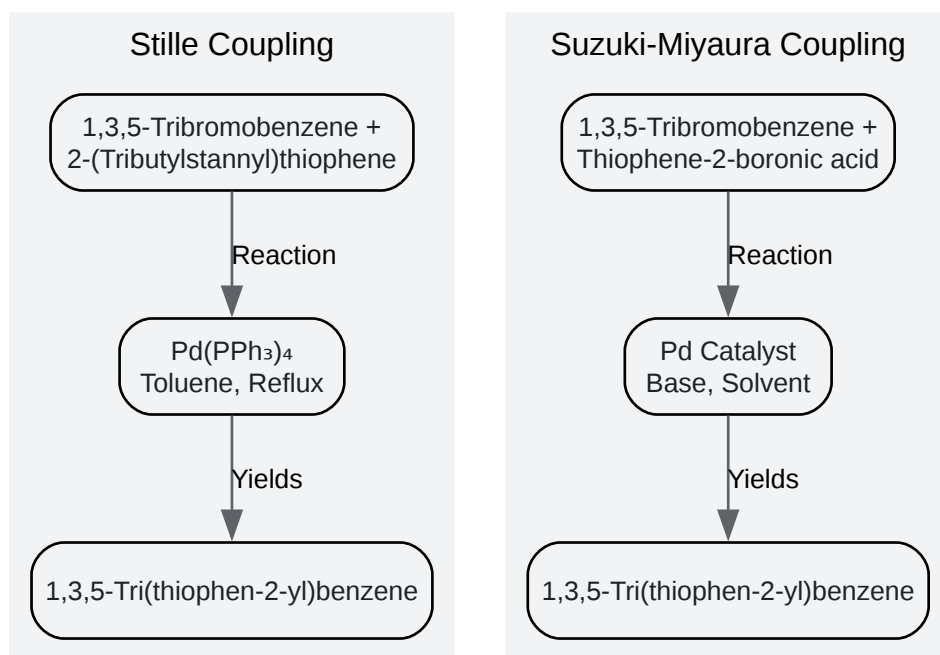 Stille Coupling
1,3,5-Tribromobenzene +
2-(Tributylstannyl)thiophene
Reaction
Pd(PPh₃)₄
Toluene, Reflux
Yields
1,3,5-Tri(thiophen-2-yl)benzene
Suzuki-Miyaura Coupling
1,3,5-Tribromobenzene +
Thiophene-2-boronic acid
Reaction
Pd Catalyst
Base, Solvent
Yields
1,3,5-Tri(thiophen-2-yl)benzene